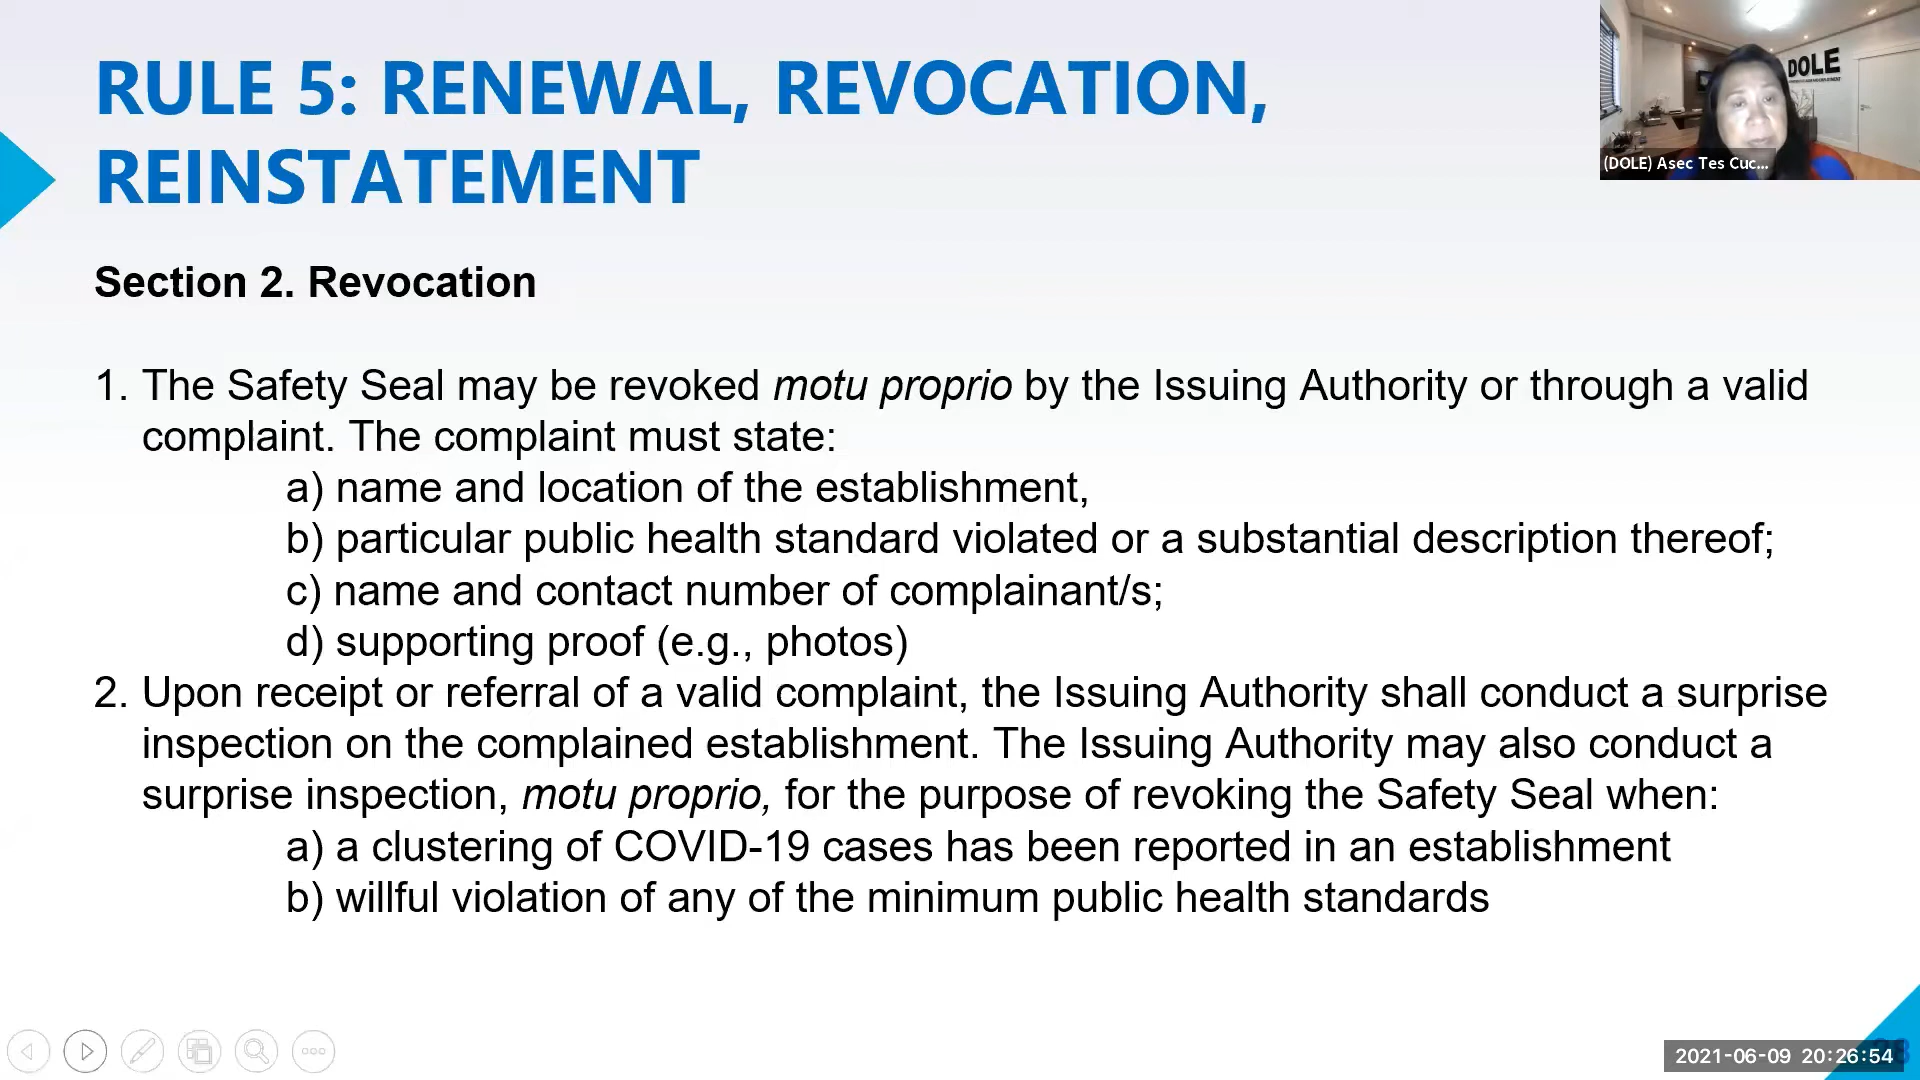 RULE 5: RENEWAL, REVOCATION,
REINSTATEMENT
DOLE
(DOLE) Asec Tes Cuc...
Section 2. Revocation
1. The Safety Seal may be revoked motu proprio by the Issuing Authority or through a valid
complaint. The complaint must state:
a) name and location of the establishment,
b) particular public health standard violated or a substantial description thereof;
c) name and contact number of complainant/s;
d) supporting proof (e.g., photos)
2. Upon receipt or referral of a valid complaint, the Issuing Authority shall conduct a surprise
inspection on the complained establishment. The Issuing Authority may also conduct a
surprise inspection, motu proprio, for the purpose of revoking the Safety Seal when:
a) a clustering of COVID-19 cases has been reported in an establishment
b) willful violation of any of the minimum public health standards
2021-06-09 20:26:54